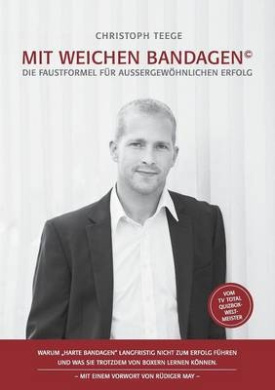 CHRISTOPH TEEGE
MIT WEICHEN BANDAGEN©
DIE FAUSTFORMEL FÜR AUSSERGEWÖHNLICHEN ERFOLG
VOM
TV TOTAL
QUIZBOX-
WELT-
MEISTER
WARUM „HARTE BANDAGEN“ LANGFRISTIG NICHT ZUM ERFOLG FÜHREN
UND WAS SIE TROTZDEM VON BOXERN LERNEN KÖNNEN.
– MIT EINEM VORWORT VON RÜDIGER MAY –